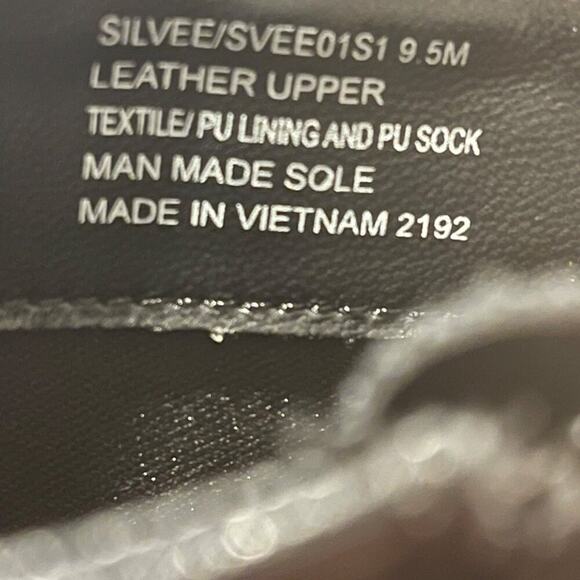 SILVEE/SVEE01S1 9.5M
LEATHER UPPER
TEXTILE/ PU LINING AND PU SOCK
MAN MADE SOLE
MADE IN VIETNAM 2192